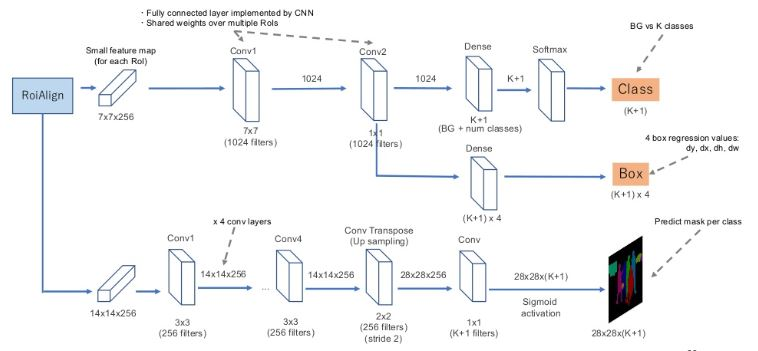 · Fully connected layer implemented by CNN
· Shared weights over multiple RoIs
Small feature map
(for each RoI)
RoiAlign
7x7x256
Conv1
7x7
(1024 filters)
1024
Conv2
1x1
(1024 filters)
1024
Dense
K+1
(BG + num classes)
K+1
Softmax
BG vs K classes
Class
(K+1)
Dense
(K+1) x 4
4 box regression values:
dy, dx, dh, dw
Box
(K+1) x 4
14x14x256
Conv1
3x3
(256 filters)
x 4 conv layers
14x14x256
...
Conv4
3x3
(256 filters)
14x14x256
Conv Transpose
(Up sampling)
2x2
(256 filters)
(stride 2)
28x28x256
Conv
1x1
(K+1 filters)
28x28x(K+1)
Sigmoid
activation
Predict mask per class
28x28x(K+1)